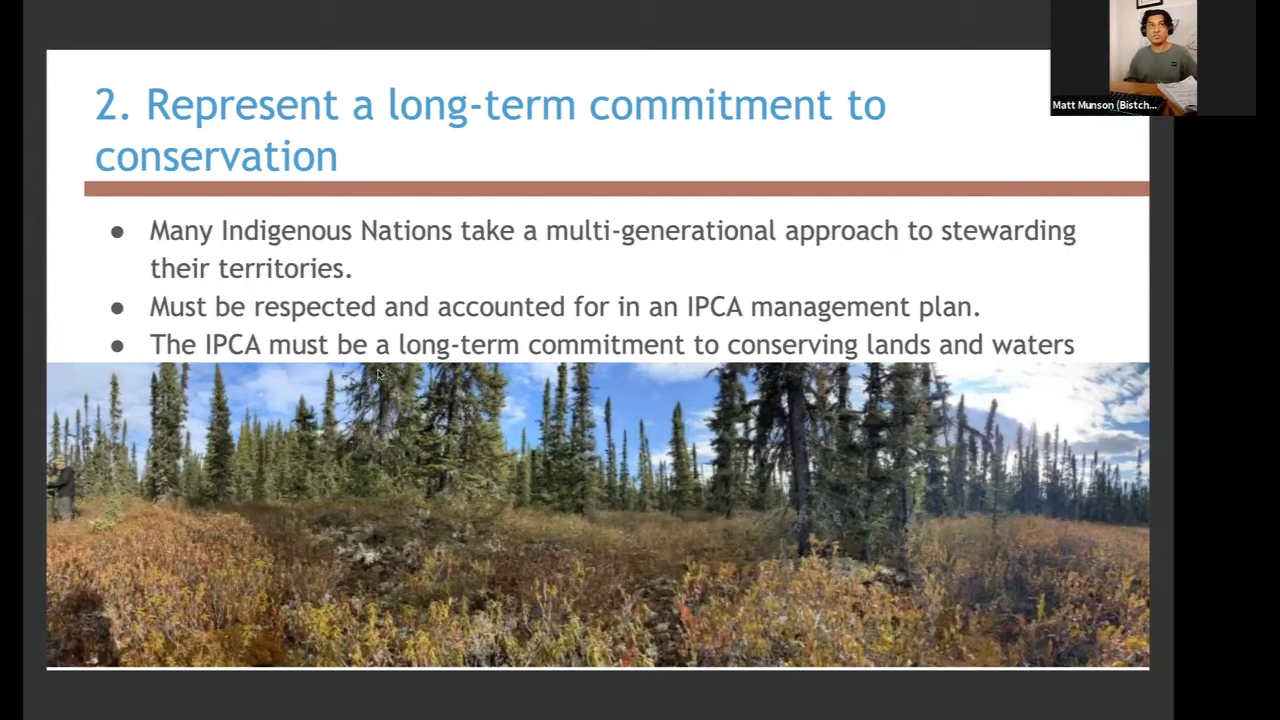 2. Represent a long-term commitment to
conservation
● Many Indigenous Nations take a multi-generational approach to stewarding
their territories.
● Must be respected and accounted for in an IPCA management plan.
● The IPCA must be a long-term commitment to conserving lands and waters
Matt Munson (Bistch...